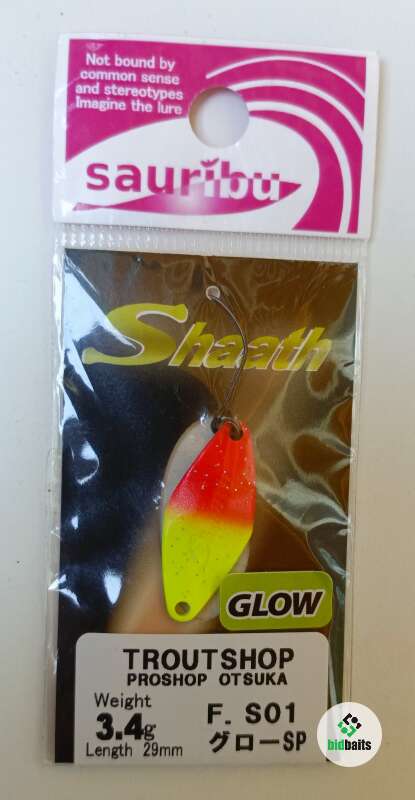 Not bound by
common sense
and stereotypes
Imagine the lure
sauribu
Shaath
GLOW
TROUTSHOP
PROSHOP OTSUKA
Weight
3.4g
Length 29mm
F. S01
グローSP
bidbaits